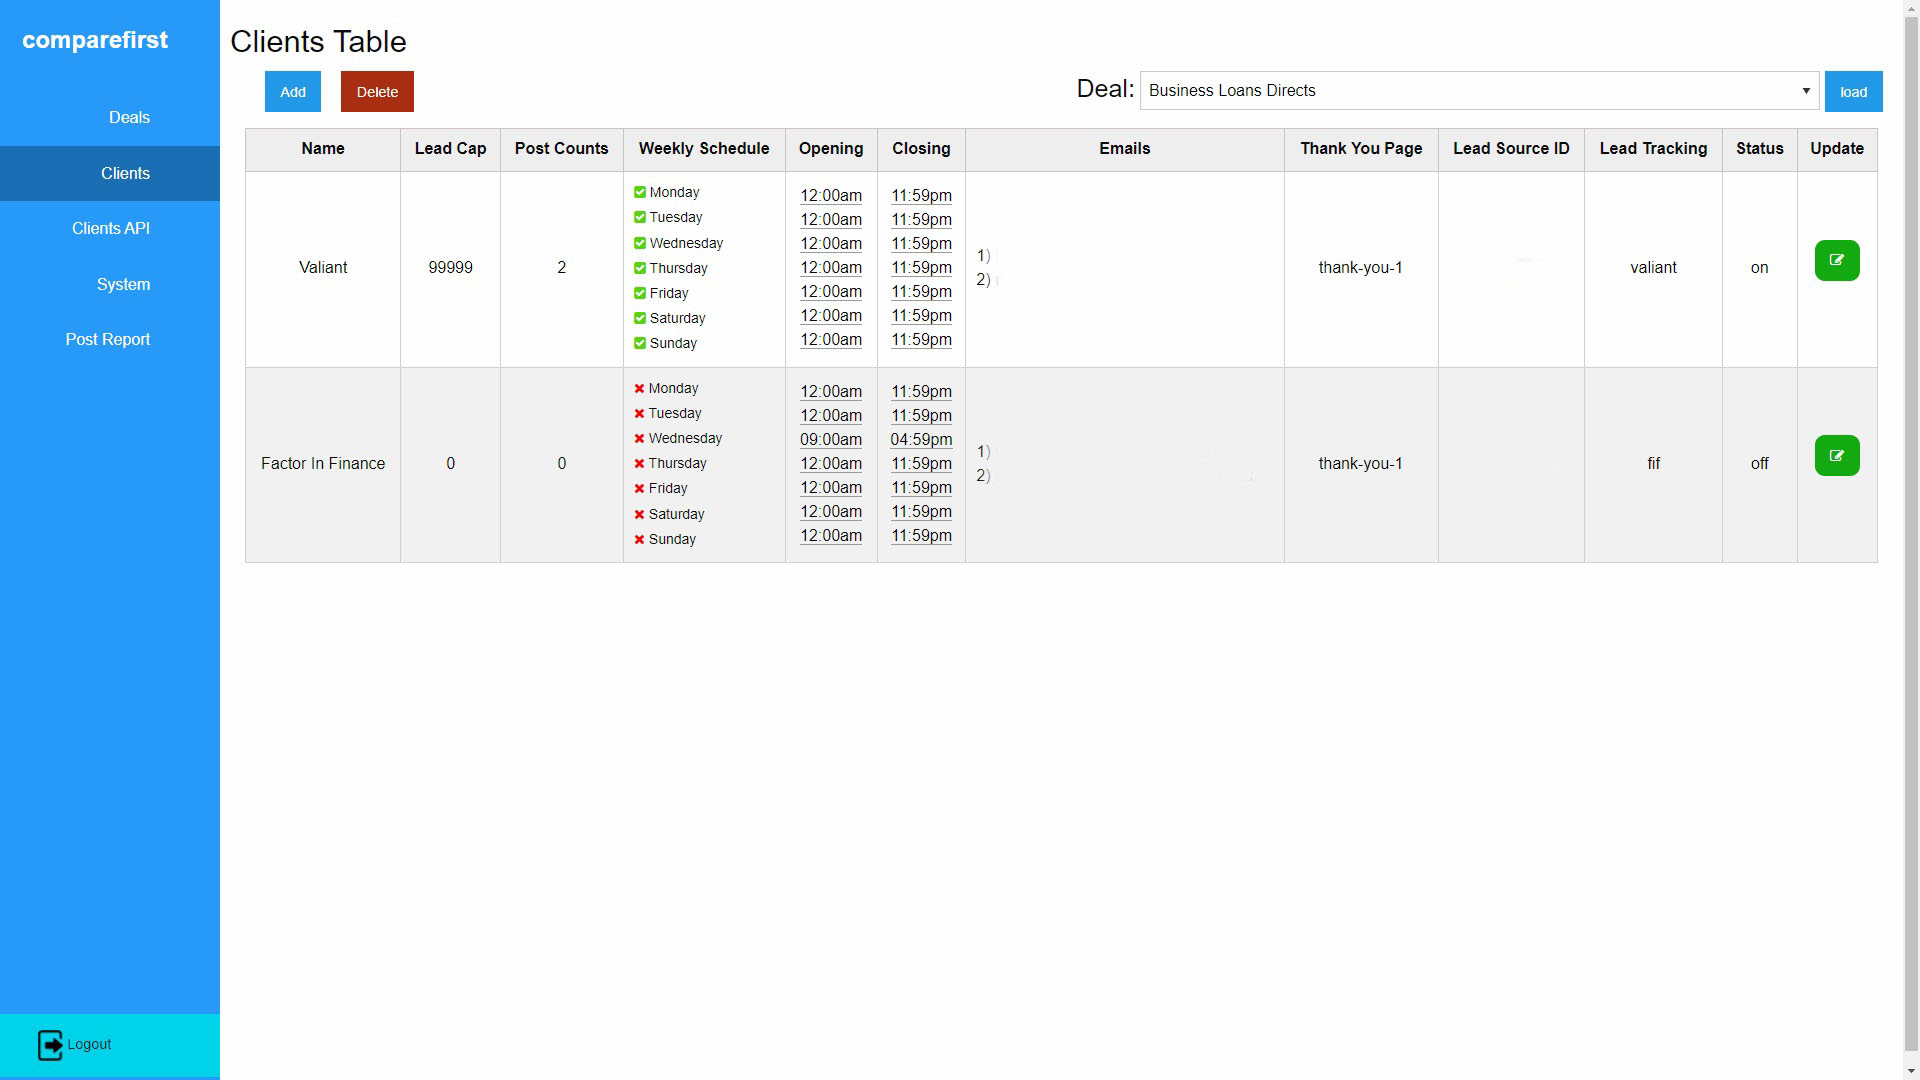 comparefirst
Deals
Clients
Clients API
System
Post Report
Logout
Clients Table
Add Delete Deal: Business Loans Directs load
Name Lead Cap Post Counts Weekly Schedule Opening Closing Emails Thank You Page Lead Source ID Lead Tracking Status Update
Valiant 99999 2
Monday 12:00am 11:59pm
Tuesday 12:00am 11:59pm
Wednesday 12:00am 11:59pm
Thursday 12:00am 11:59pm
Friday 12:00am 11:59pm
Saturday 12:00am 11:59pm
Sunday 12:00am 11:59pm
1)
2)
thank-you-1 valiant on
Factor In Finance 0 0
Monday 12:00am 11:59pm
Tuesday 12:00am 11:59pm
Wednesday 09:00am 04:59pm
Thursday 12:00am 11:59pm
Friday 12:00am 11:59pm
Saturday 12:00am 11:59pm
Sunday 12:00am 11:59pm
1)
2)
thank-you-1 fif off